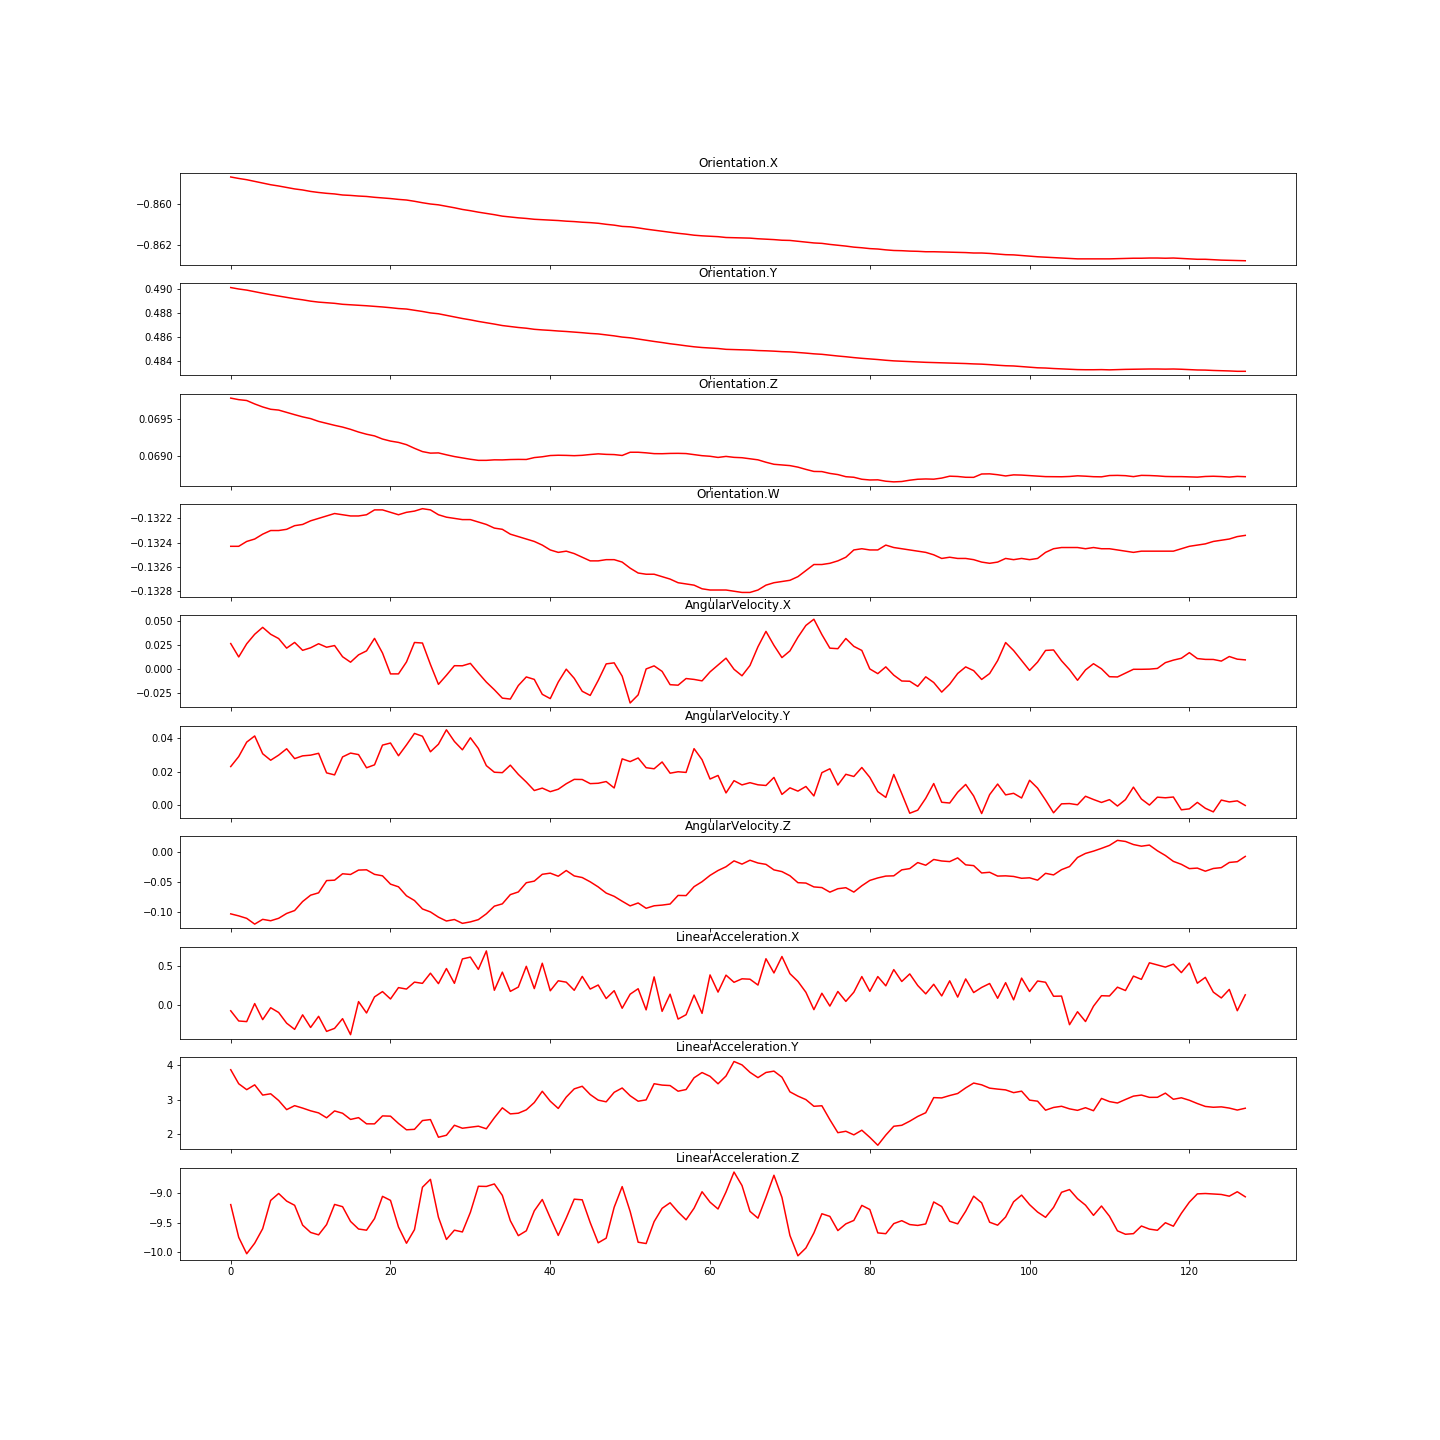 Orientation.X
−0.860
−0.862
Orientation.Y
0.490
0.488
0.486
0.484
Orientation.Z
0.0695
0.0690
Orientation.W
−0.1322
−0.1324
−0.1326
−0.1328
AngularVelocity.X
0.050
0.025
0.000
−0.025
AngularVelocity.Y
0.04
0.02
0.00
AngularVelocity.Z
0.00
−0.05
−0.10
LinearAcceleration.X
0.5
0.0
LinearAcceleration.Y
4
3
2
LinearAcceleration.Z
−9.0
−9.5
−10.0
0 20 40 60 80 100 120